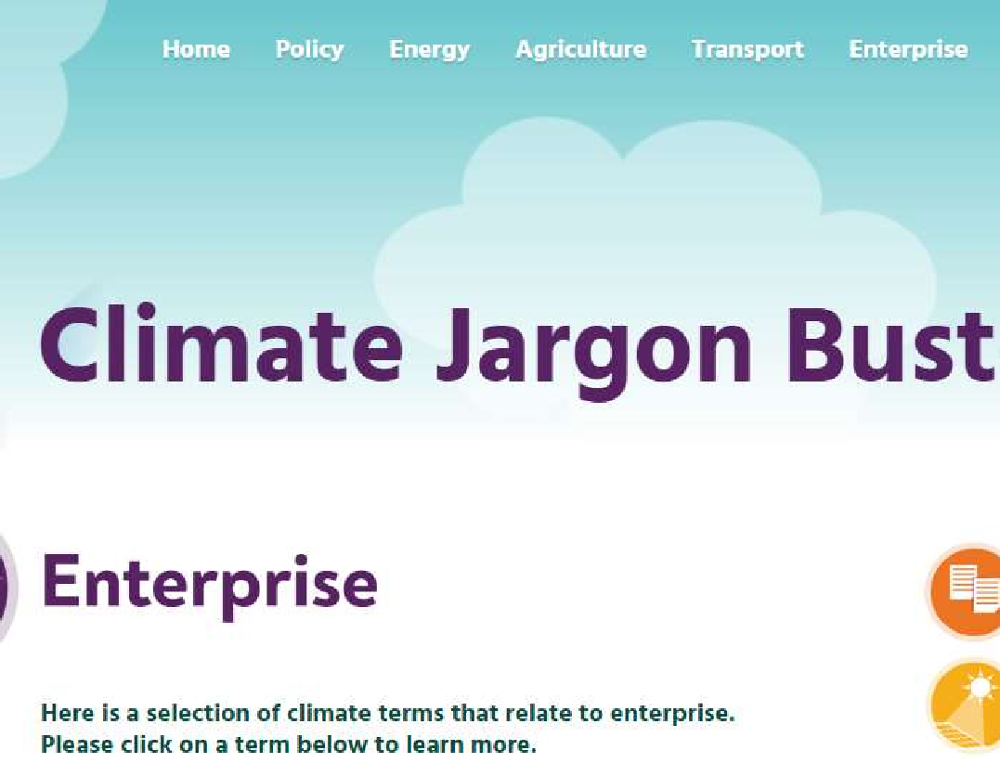 Home Policy Energy Agriculture Transport Enterprise
Climate Jargon Bust
Enterprise
Here is a selection of climate terms that relate to enterprise.
Please click on a term below to learn more.